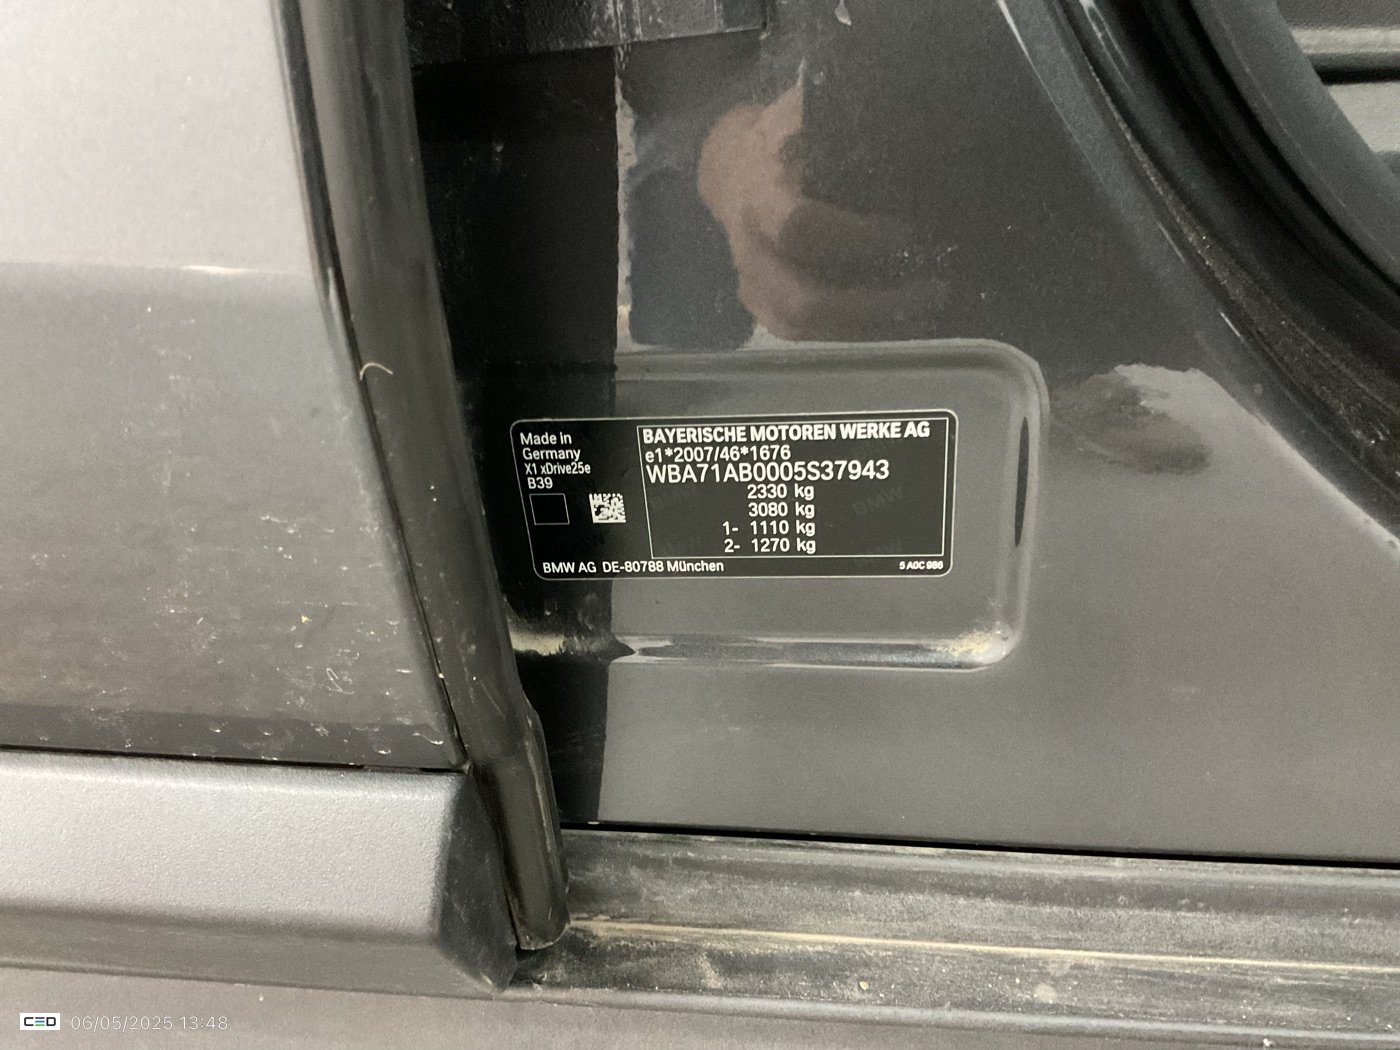 Made in
Germany
X1 xDrive25e
B39
BAYERISCHE MOTOREN WERKE AG
e1*2007/46*1676
WBA71AB0005S37943
2330 kg
3080 kg
1- 1110 kg
2- 1270 kg
BMW AG DE-80788 München
5 A0C 986
CED 06/05/2025 13:48